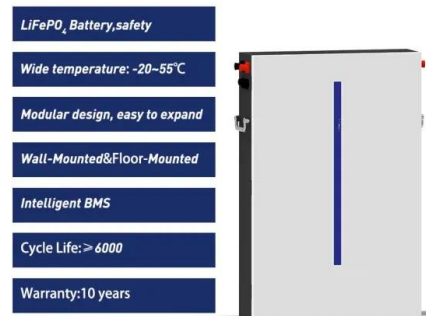 LiFePO₄ Battery,safety
Wide temperature: -20~55℃
Modular design, easy to expand
Wall-Mounted&Floor-Mounted
Intelligent BMS
Cycle Life:≥6000
Warranty:10 years